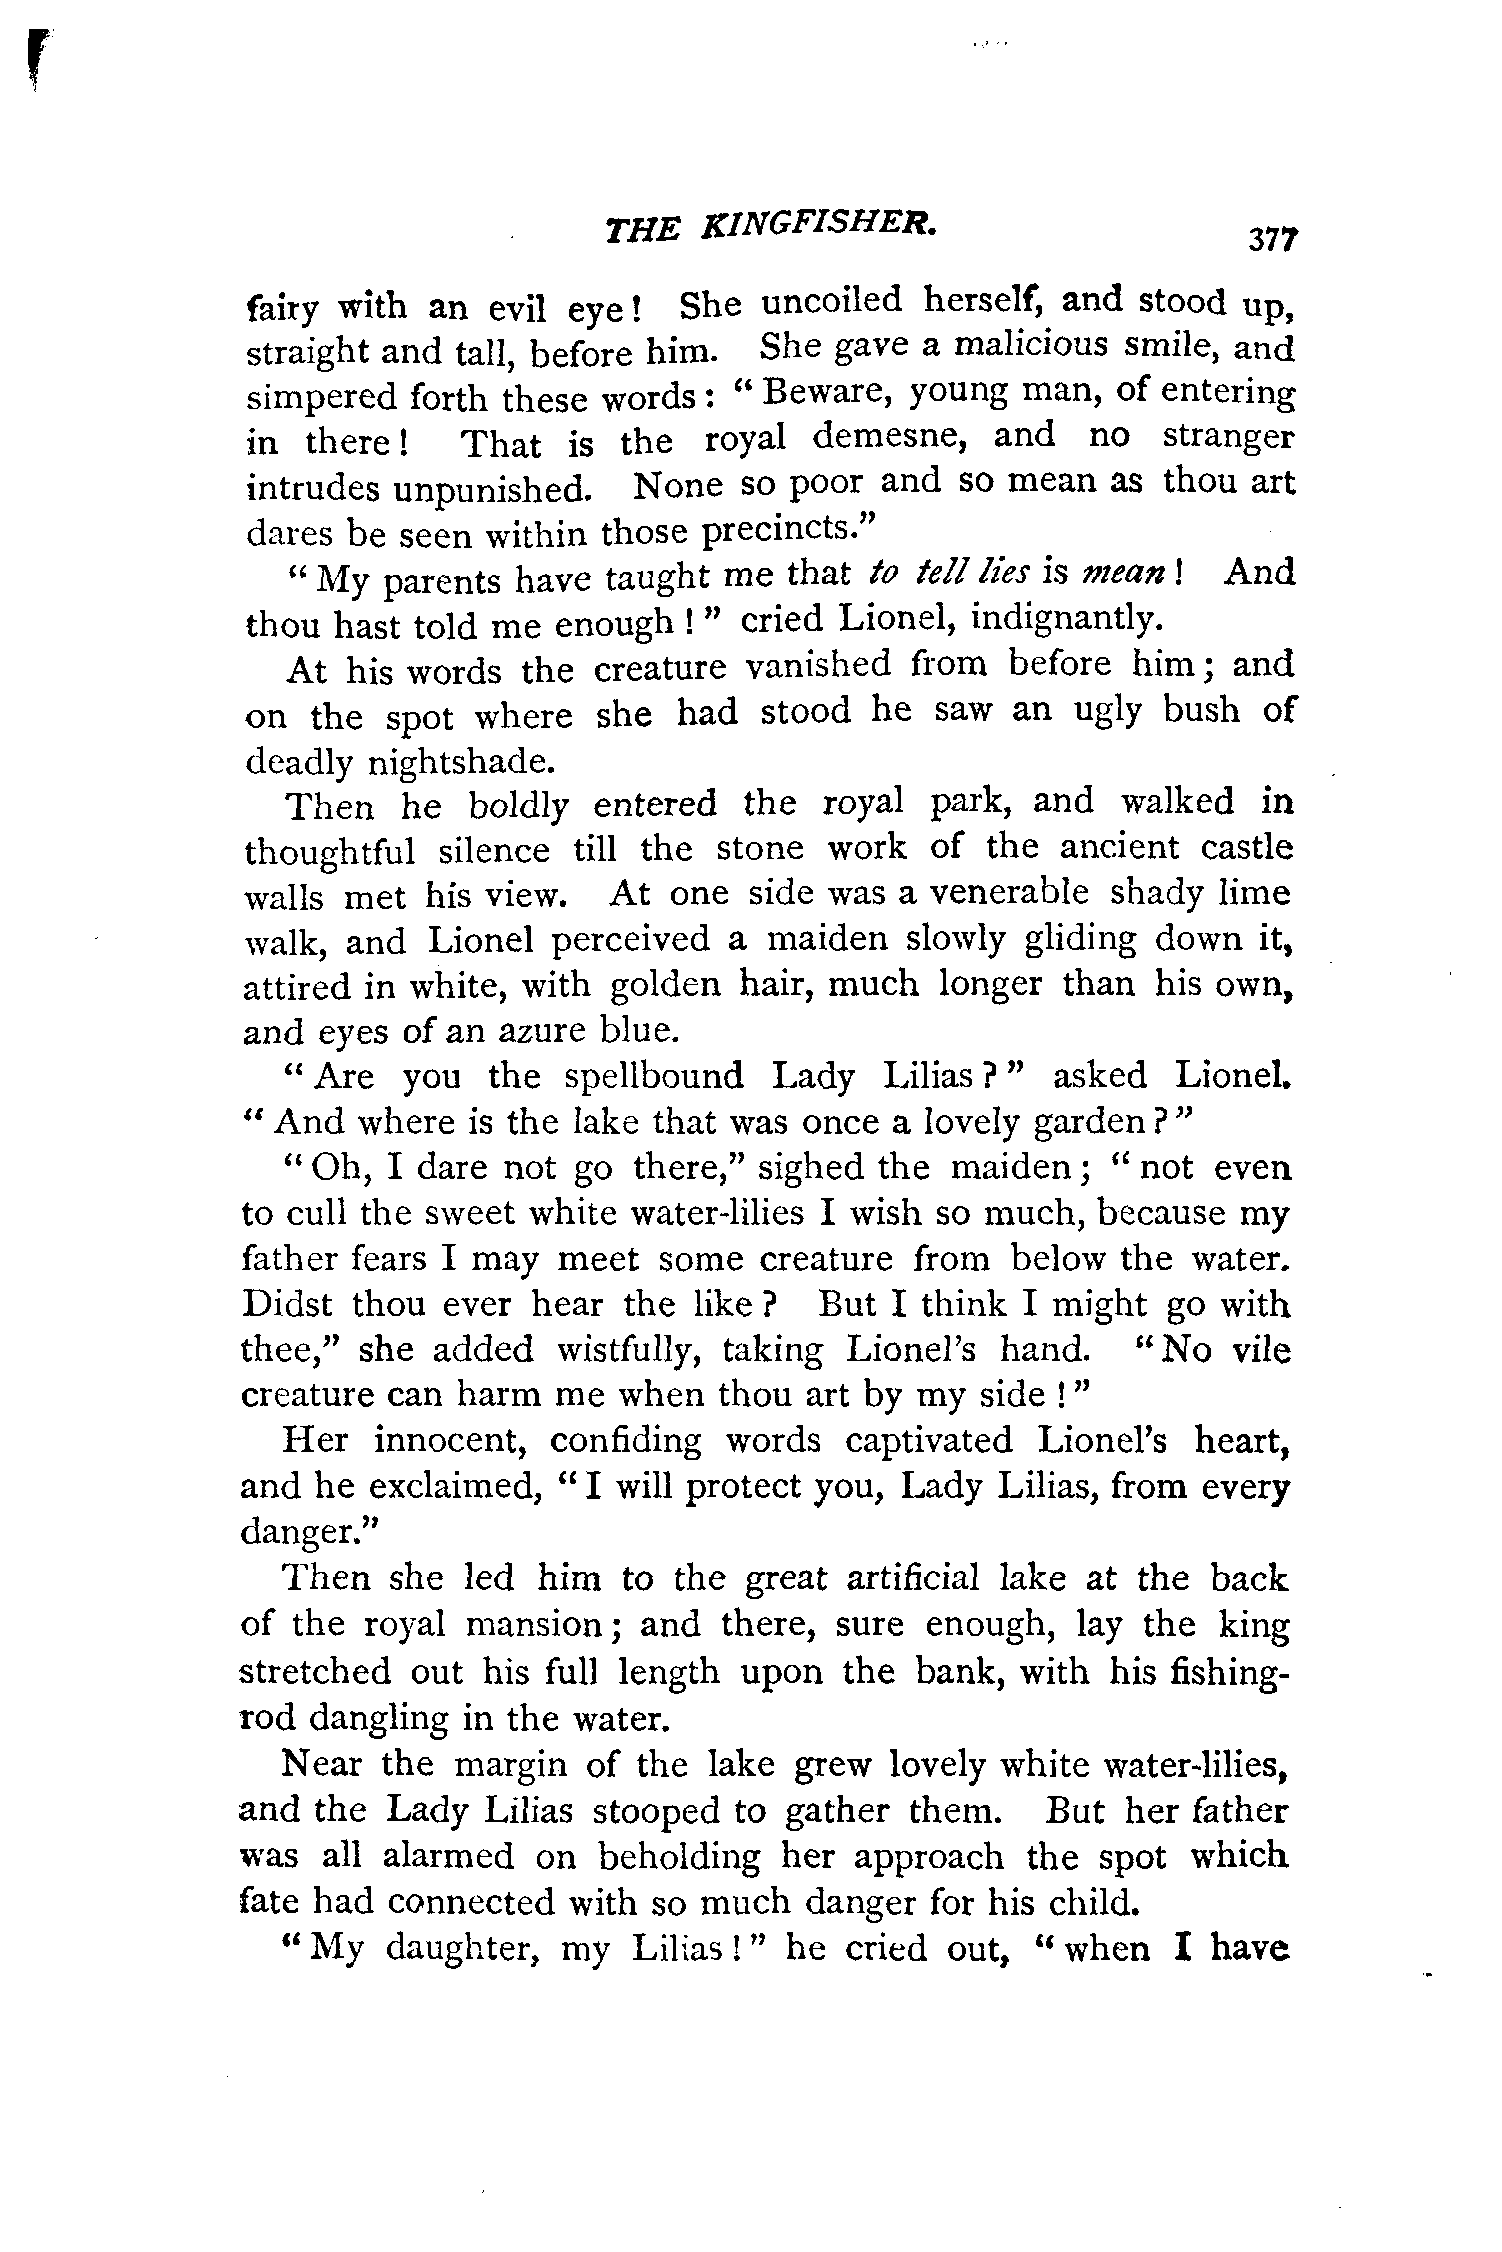 THE KINGFISHER.
377
fairy with an evil eye! She uncoiled herself, and stood up,
straight and tall, before him. She gave a malicious smile, and
simpered forth these words: "Beware, young man, of entering
in there! That is the royal demesne, and no stranger
intrudes unpunished. None so poor and so mean as thou art
dares be seen within those precincts."
"My parents have taught me that to tell lies is mean! And
thou hast told me enough!" cried Lionel, indignantly.
At his words the creature vanished from before him; and
on the spot where she had stood he saw an ugly bush of
deadly nightshade.
Then he boldly entered the royal park, and walked in
thoughtful silence till the stone work of the ancient castle
walls met his view. At one side was a venerable shady lime
walk, and Lionel perceived a maiden slowly gliding down it,
attired in white, with golden hair, much longer than his own,
and eyes of an azure blue.
"Are you the spellbound Lady Lilias?" asked Lionel.
"And where is the lake that was once a lovely garden?"
"Oh, I dare not go there," sighed the maiden; "not even
to cull the sweet white water-lilies I wish so much, because my
father fears I may meet some creature from below the water.
Didst thou ever hear the like? But I think I might go with
thee," she added wistfully, taking Lionel's hand. "No vile
creature can harm me when thou art by my side!"
Her innocent, confiding words captivated Lionel's heart,
and he exclaimed, "I will protect you, Lady Lilias, from every
danger."
Then she led him to the great artificial lake at the back
of the royal mansion; and there, sure enough, lay the king
stretched out his full length upon the bank, with his fishing-
rod dangling in the water.
Near the margin of the lake grew lovely white water-lilies,
and the Lady Lilias stooped to gather them. But her father
was all alarmed on beholding her approach the spot which
fate had connected with so much danger for his child.
"My daughter, my Lilias!" he cried out, "when I have